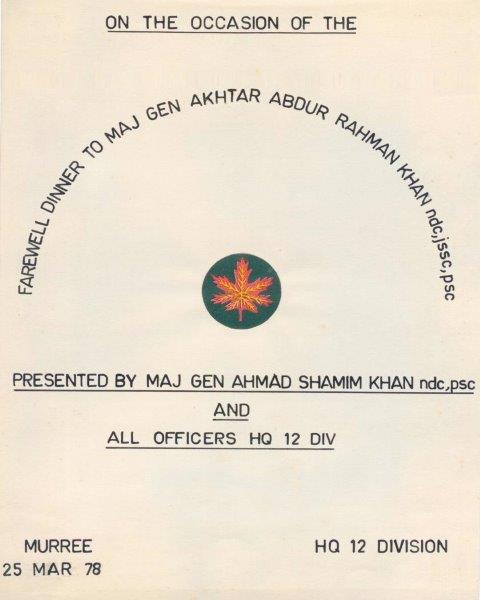 ON THE OCCASION OF THE
FAREWELL DINNER TO MAJ GEN AKHTAR ABDUR RAHMAN KHAN ndc,jssc,psc
PRESENTED BY MAJ GEN AHMAD SHAMIM KHAN ndc,psc
AND
ALL OFFICERS HQ 12 DIV
MURREE
25 MAR 78
HQ 12 DIVISION